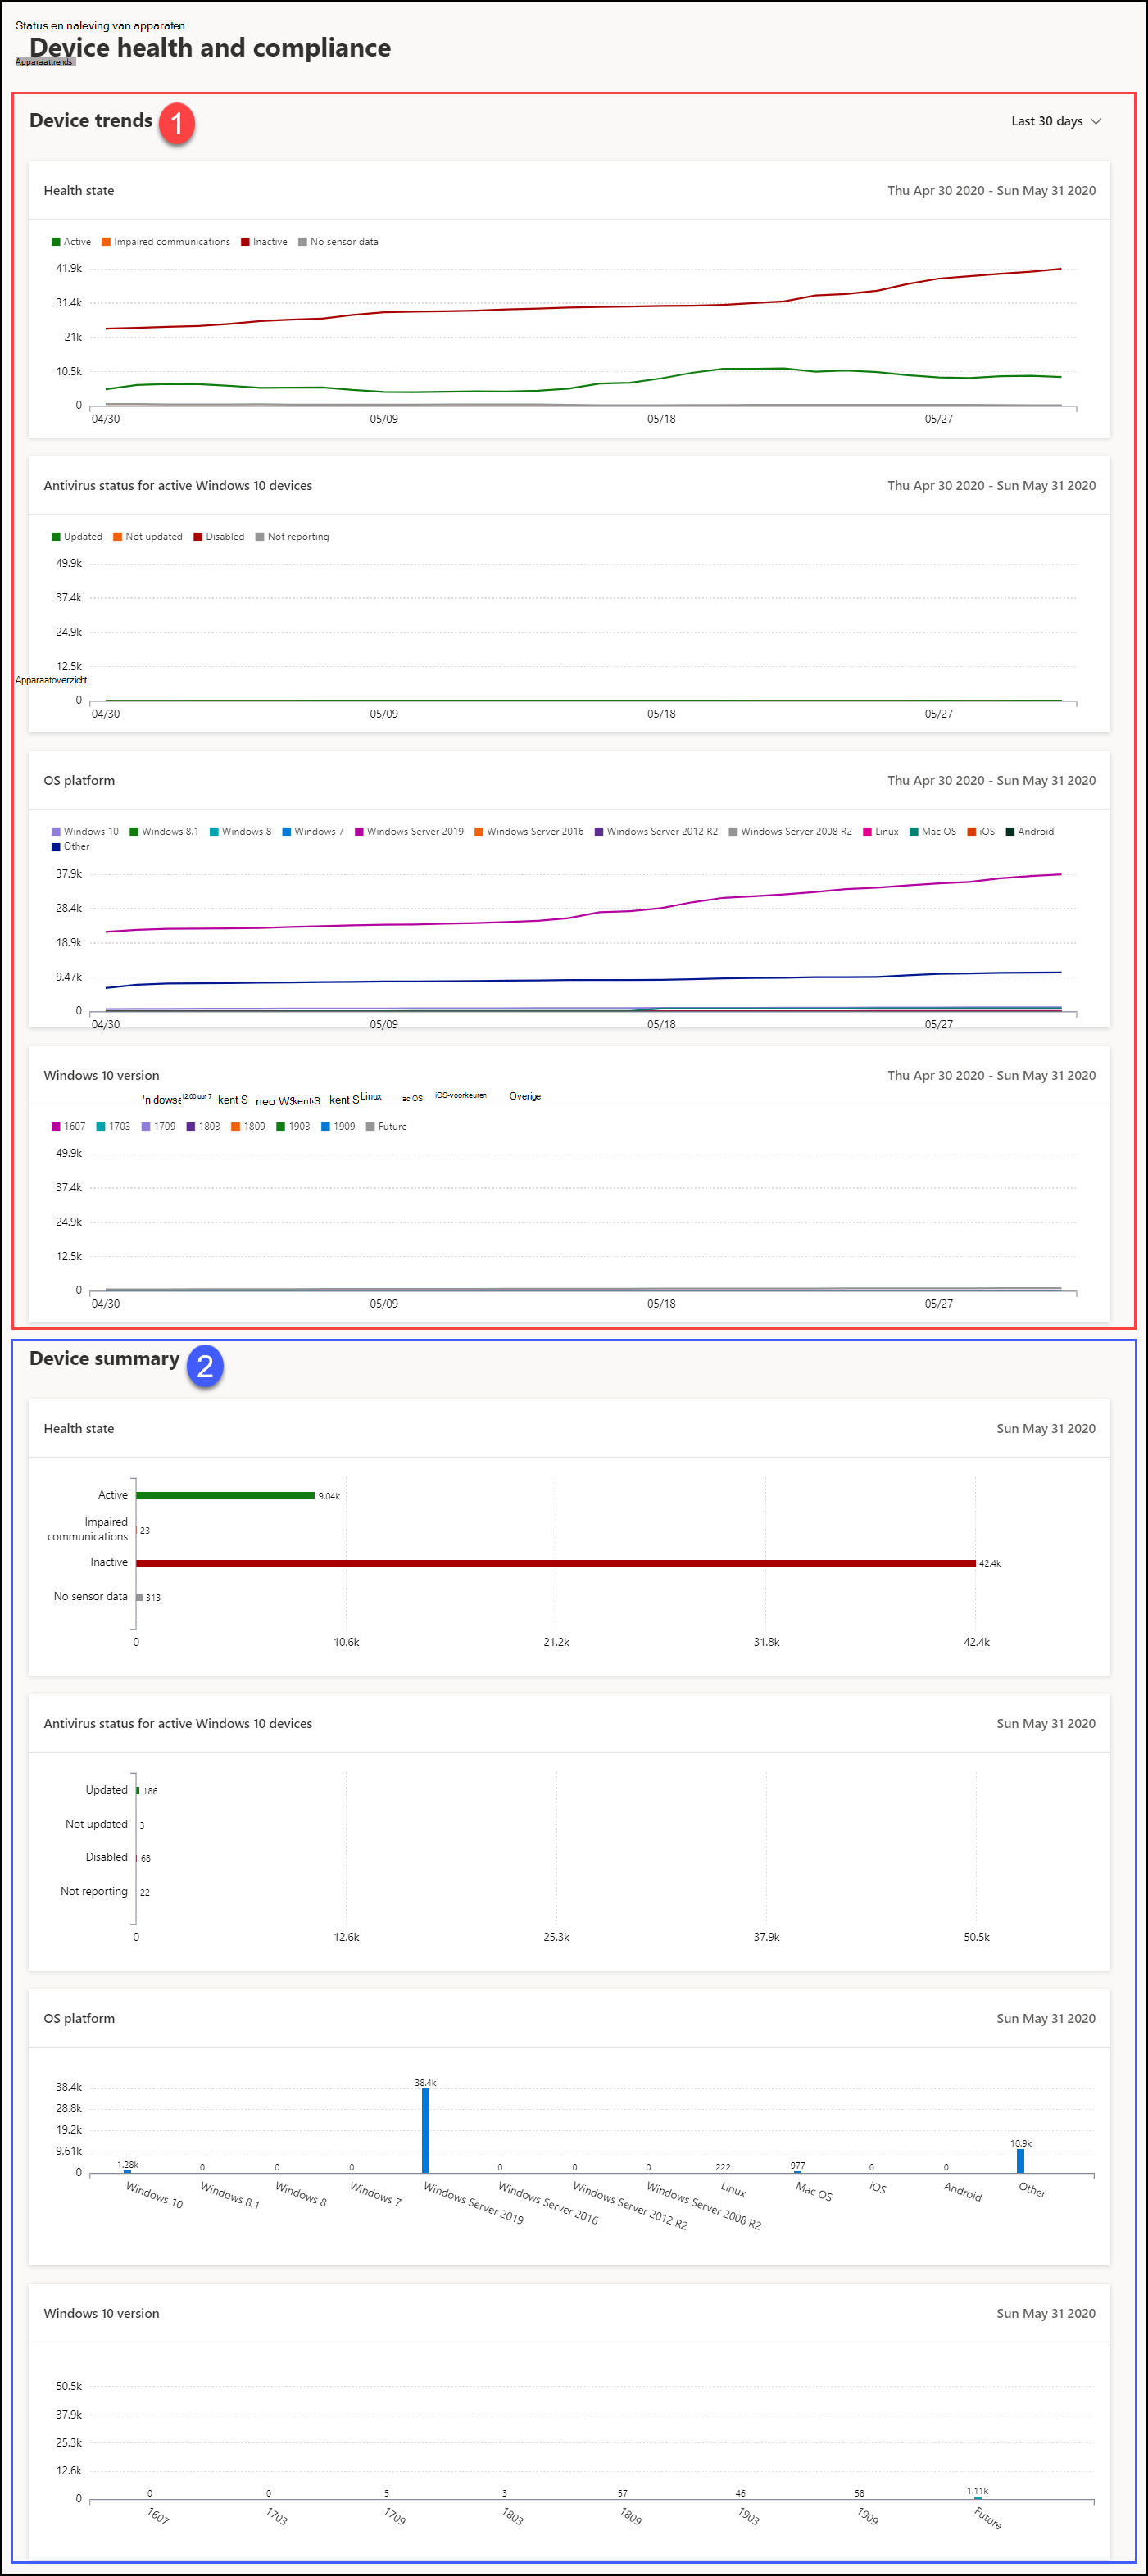 Status en naleving van apparaten
Device health and compliance
Apparaattrends
Device trends 1
Last 30 days
Health state
Thu Apr 30 2020 - Sun May 31 2020
Active Impaired communications Inactive No sensor data
41.9k
31.4k
21k
10.5k
0
04/30 05/09 05/18 05/27
Antivirus status for active Windows 10 devices
Thu Apr 30 2020 - Sun May 31 2020
Updated Not updated Disabled Not reporting
49.9k
37.4k
24.9k
12.5k
Apparaatoverzicht
0
04/30 05/09 05/18 05/27
OS platform
Thu Apr 30 2020 - Sun May 31 2020
Windows 10 Windows 8.1 Windows 8 Windows 7 Windows Server 2019 Windows Server 2016 Windows Server 2012 R2 Windows Server 2008 R2 Linux Mac OS iOS Android
Other
37.9k
28.4k
18.9k
9.47k
0
04/30 05/09 05/18 05/27
Windows 10 version
Thu Apr 30 2020 - Sun May 31 2020
12.00 uur 7 kent S kent S Linux ac OS iOS-voorkeuren Overige
1607 1703 1709 1803 1809 1903 1909 Future
49.9k
37.4k
24.9k
12.5k
0
04/30 05/09 05/18 05/27
Device summary 2
Health state
Sun May 31 2020
Active 9.04k
Impaired
communications 23
Inactive 42.4k
No sensor data 313
0 10.6k 21.2k 31.8k 42.4k
Antivirus status for active Windows 10 devices
Sun May 31 2020
Updated 186
Not updated 3
Disabled 68
Not reporting 22
0 12.6k 25.3k 37.9k 50.5k
OS platform
Sun May 31 2020
38.4k
28.8k
19.2k
9.61k
0
1.28k 0 0 0 38.4k 0 0 0 222 977 0 0 10.9k
Windows 10 Windows 8.1 Windows 8 Windows 7 Windows Server 2019 Windows Server 2016 Windows Server 2012 R2 Windows Server 2008 R2 Linux Mac OS iOS Android Other
Windows 10 version
Sun May 31 2020
50.5k
37.9k
25.3k
12.6k
0
0 0 5 3 57 46 58 1.11k
1607 1703 1709 1803 1809 1903 1909 Future